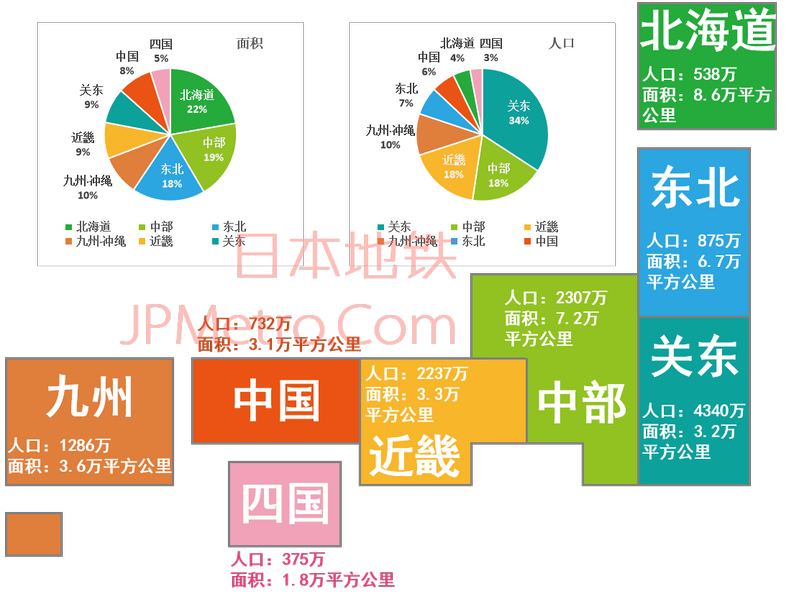 面积
四国
5%
中国
8%
关东
9%
近畿
9%
九州-冲绳
10%
东北
18%
中部
19%
北海道
22%
北海道
中部
东北
九州-冲绳
近畿
关东
人口
四国
3%
北海道
4%
中国
6%
东北
7%
九州-冲绳
10%
近畿
18%
中部
18%
关东
34%
关东
中部
近畿
九州-冲绳
东北
中国
北海道
人口：538万
面积：8.6万平方
公里
东北
人口：875万
面积：6.7万
平方公里
日本地铁
JPMetro.Com
人口：2307万
面积：7.2万
平方公里
中部
关东
人口：4340万
面积：3.2万
平方公里
人口：732万
面积：3.1万平方公里
中国
人口：2237万
面积：3.3万
平方公里
近畿
九州
人口：1286万
面积：3.6万平方公里
四国
人口：375万
面积：1.8万平方公里